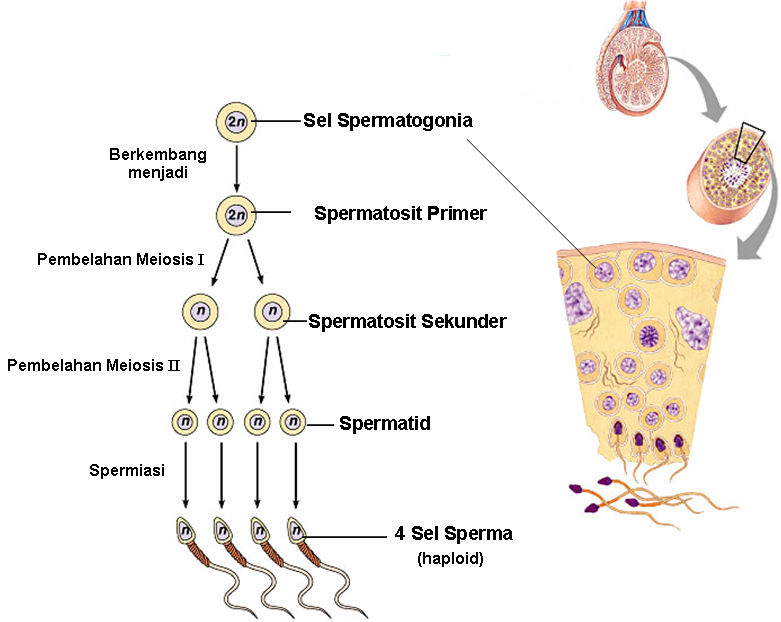 2n
Sel Spermatogonia
Berkembang
menjadi
2n
Spermatosit Primer
Pembelahan Meiosis I
n
n
Spermatosit Sekunder
Pembelahan Meiosis II
n
n
n
n
Spermatid
Spermiasi
n
n
n
n
4 Sel Sperma
(haploid)